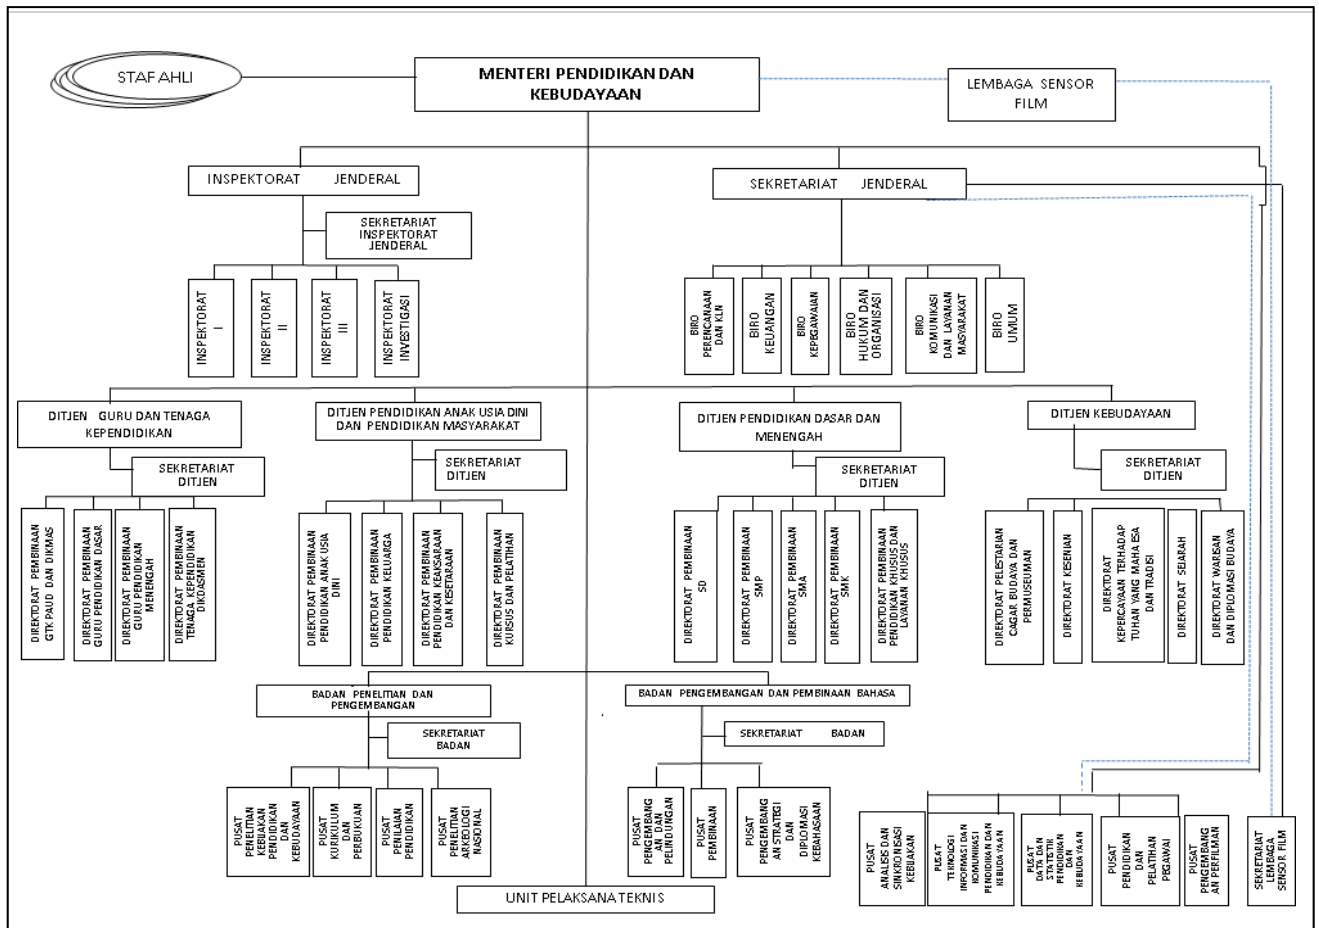 STAF AHLI
MENTERI PENDIDIKAN DAN
KEBUDAYAAN
LEMBAGA SENSOR
FILM
INSPEKTORAT JENDERAL
SEKRETARIAT JENDERAL
SEKRETARIAT
INSPEKTORAT
JENDERAL
INSPEKTORAT
I
INSPEKTORAT
II
INSPEKTORAT
III
INSPEKTORAT
INVESTIGASI
BIRO
PERENCANAAN
DAN KLN
BIRO
KEUANGAN
BIRO
KEPEGAWAIAN
BIRO
HUKUM DAN
ORGANISASI
BIRO
KOMUNIKASI
DAN LAYANAN
MASYARAKAT
BIRO
UMUM
DITJEN GURU DAN TENAGA
KEPENDIDIKAN
DITJEN PENDIDIKAN ANAK USIA DINI
DAN PENDIDIKAN MASYARAKAT
DITJEN PENDIDIKAN DASAR DAN
MENENGAH
DITJEN KEBUDAYAAN
SEKRETARIAT
DITJEN
SEKRETARIAT
DITJEN
SEKRETARIAT
DITJEN
SEKRETARIAT
DITJEN
DIREKTORAT PEMBINAAN
GTK PAUD DAN DIKMAS
DIREKTORAT PEMBINAAN
GURU PENDIDIKAN DASAR
DIREKTORAT PEMBINAAN
GURU PENDIDIKAN
MENENGAH
DIREKTORAT PEMBINAAN
TENAGA KEPENDIDIKAN
DIKDASMEN
DIREKTORAT PEMBINAAN
PENDIDIKAN ANAK USIA
DINI
DIREKTORAT PEMBINAAN
PENDIDIKAN KELUARGA
DIREKTORAT PEMBINAAN
PENDIDIKAN KEAKSARAAN
DAN KESETARAAN
DIREKTORAT PEMBINAAN
KURSUS DAN PELATIHAN
DIREKTORAT PEMBINAAN
SD
DIREKTORAT PEMBINAAN
SMP
DIREKTORAT PEMBINAAN
SMA
DIREKTORAT PEMBINAAN
SMK
DIREKTORAT PEMBINAAN
PENDIDIKAN KHUSUS DAN
LAYANAN KHUSUS
DIREKTORAT PELESTARIAN
CAGAR BUDAYA DAN
PERMUSEUMAN
DIREKTORAT KESENIAN
DIREKTORAT
KEPERCAYAAN TERHADAP
TUHAN YANG MAHA ESA
DAN TRADISI
DIREKTORAT SEJARAH
DIREKTORAT WARISAN
DAN DIPLOMASI BUDAYA
BADAN PENELITIAN DAN
PENGEMBANGAN
BADAN PENGEMBANGAN DAN PEMBINAAN BAHASA
SEKRETARIAT
BADAN
SEKRETARIAT BADAN
PUSAT
PENELITIAN
KEBIJAKAN
PENDIDIKAN
DAN
KEBUDAYAAN
PUSAT
KURIKULUM
DAN
PERBUKUAN
PUSAT
PENILAIAN
PENDIDIKAN
PUSAT
PENELITIAN
ARKEOLOGI
NASIONAL
PUSAT
PENGEMBANG
AN DAN
PELINDUNGAN
PUSAT
PEMBINAAN
PUSAT
PENGEMBANG
AN STRATEGI
DAN
DIPLOMASI
KEBAHASAAN
PUSAT
ANALISIS DAN
SINKRONISASI
KEBIJAKAN
PUSAT
TEKNOLOGI
INFORMASI DAN
KOMUNIKASI
PENDIDIKAN DAN
KEBUDAYAAN
PUSAT
DATA DAN
STATISTIK
PENDIDIKAN
DAN
KEBUDAYAAN
PUSAT
PENDIDIKAN
DAN
PELATIHAN
PEGAWAI
PUSAT
PENGEMBANG
AN PERFILMAN
SEKRETARIAT
LEMBAGA
SENSOR FILM
UNIT PELAKSANA TEKNIS